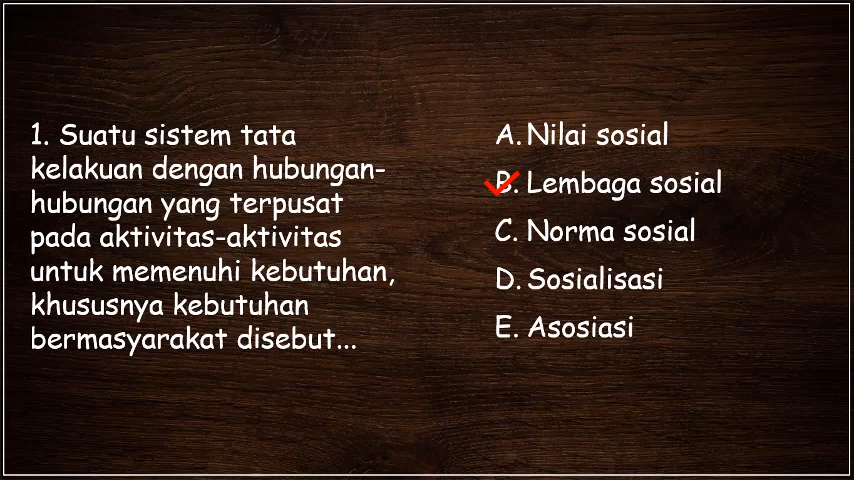 1. Suatu sistem tata
kelakuan dengan hubungan-
hubungan yang terpusat
pada aktivitas-aktivitas
untuk memenuhi kebutuhan,
khususnya kebutuhan
bermasyarakat disebut...
A. Nilai sosial
B. Lembaga sosial
C. Norma sosial
D. Sosialisasi
E. Asosiasi